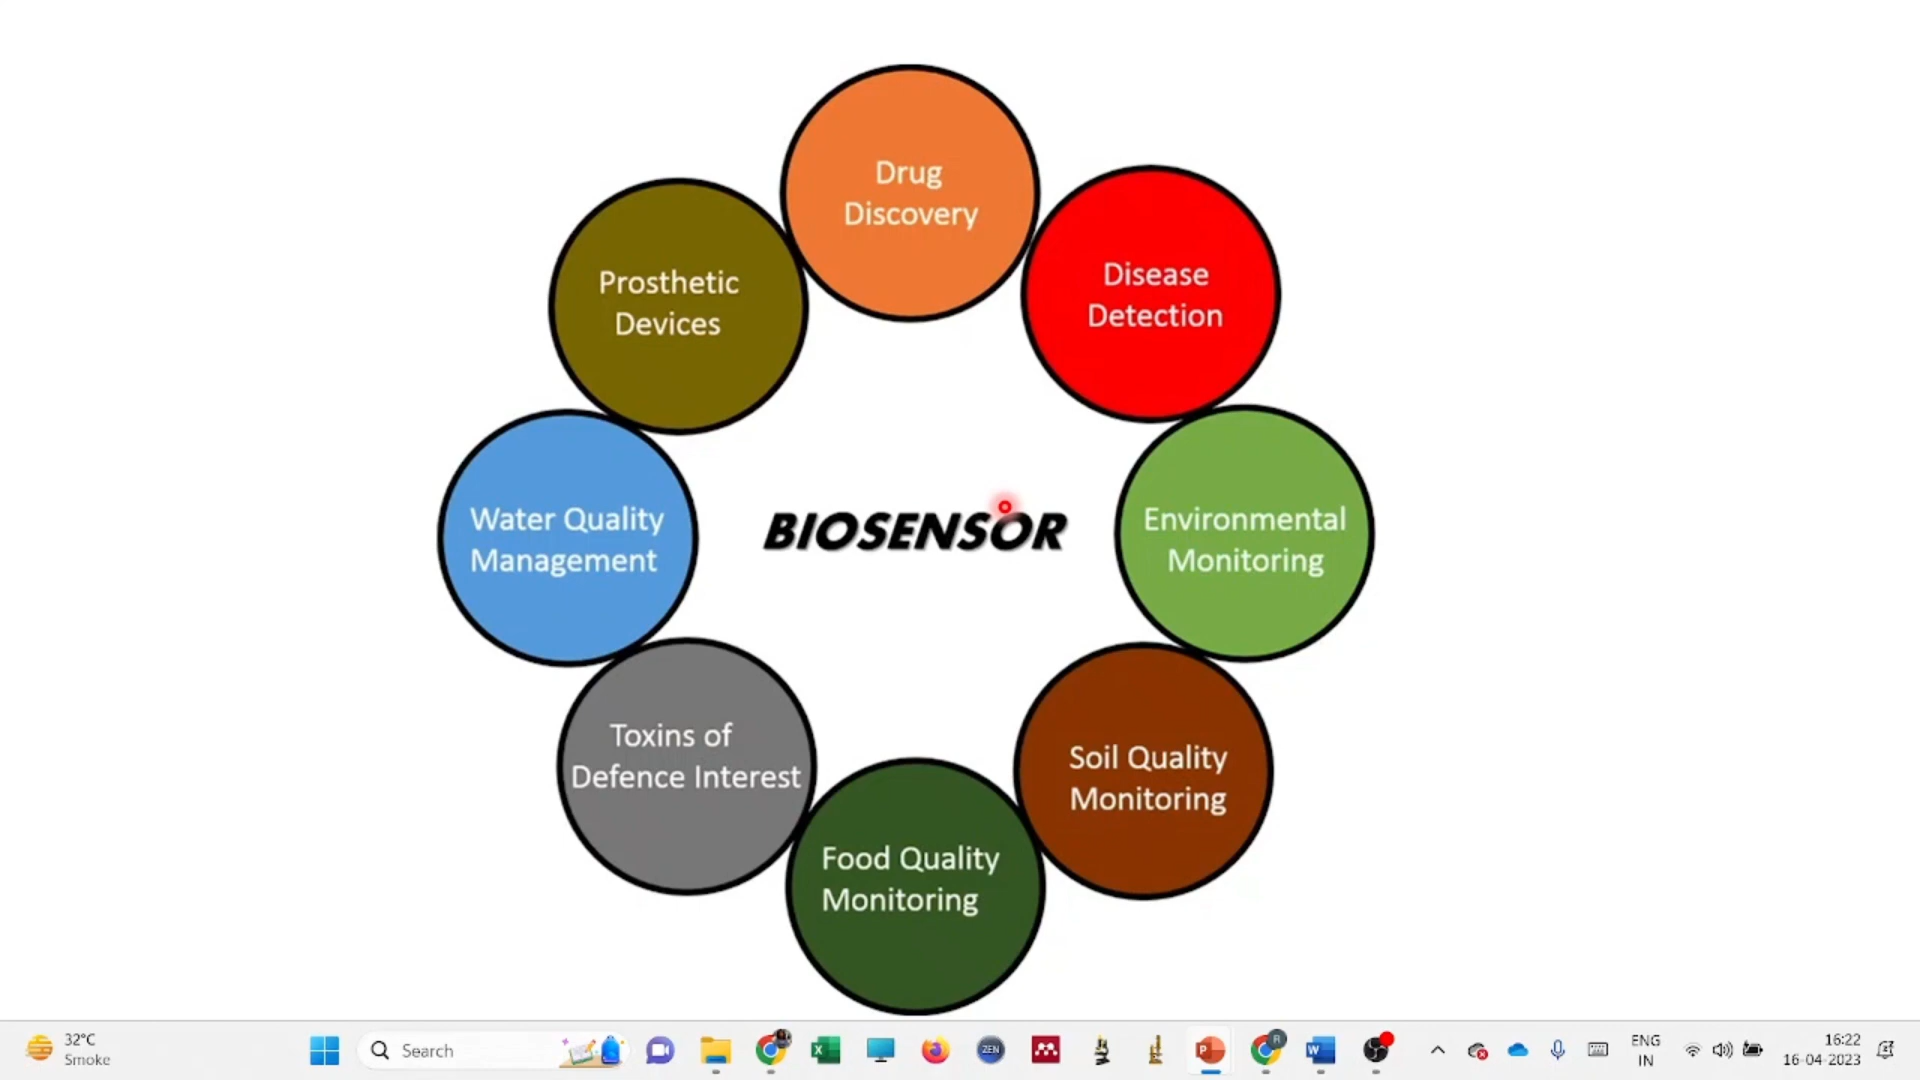 Drug
Discovery
Disease
Detection
Prosthetic
Devices
Water Quality
Management
BIOSENSOR
Environmental
Monitoring
Toxins of
Defence Interest
Soil Quality
Monitoring
Food Quality
Monitoring
32°C
Smoke
Search
ZEN
ENG
IN
16:22
16-04-2023